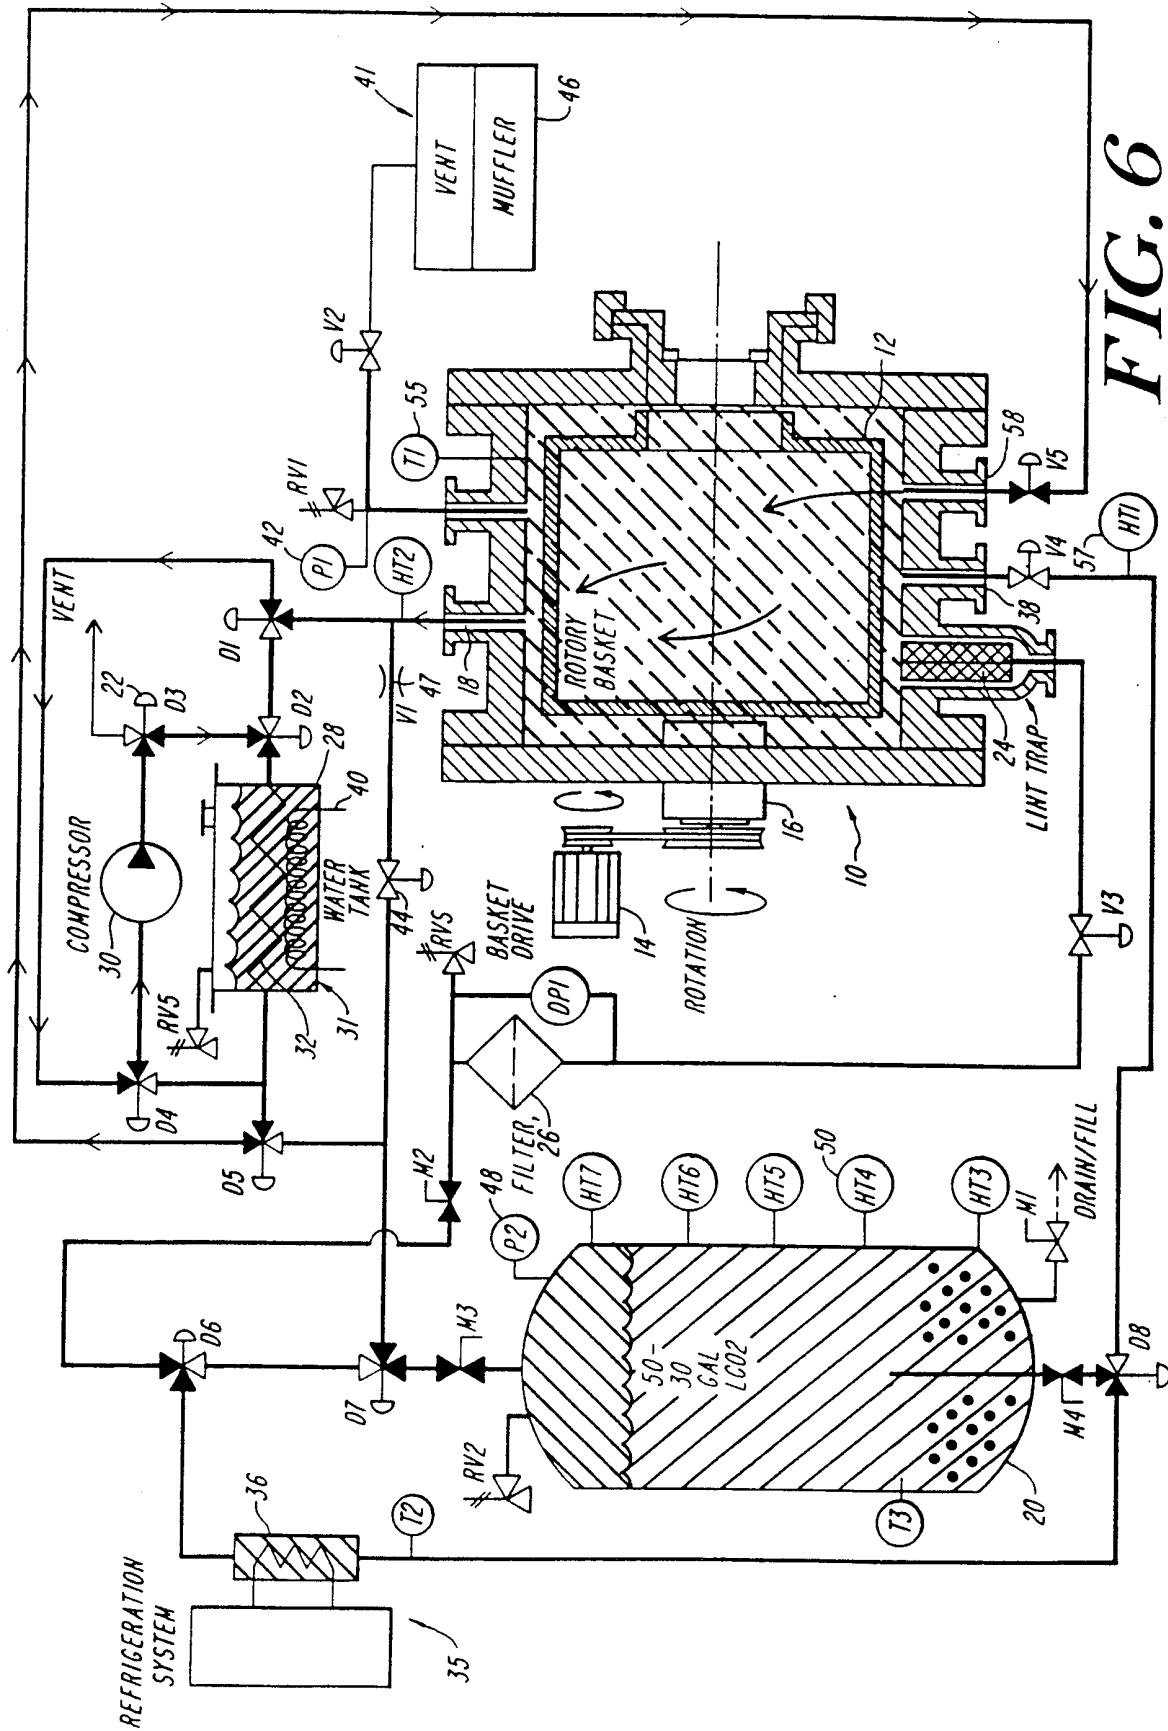 REFRIGERATION
SYSTEM
36
35
T2
D6
D7
M3
RV2
P2
48
HT7
HT6
HT5
HT4
50
HT3
50-
30
GAL
LCO2
T3
20
M1
DRAIN/FILL
M4
D8
D5
D4
M2
FILTER,
26
DP1
RVS
RV5
COMPRESSOR
30
VENT
22
D3
D1
D2
28
40
WATER
TANK
32
31
44
V1
47
18
HT2
P1
42
RV1
V2
T1
55
VENT
MUFFLER
41
46
BASKET
DRIVE
14
ROTATION
16
10
ROTORY
BASKET
12
24
LINT TRAP
38
58
V5
V4
HT1
57
V3
FIG. 6